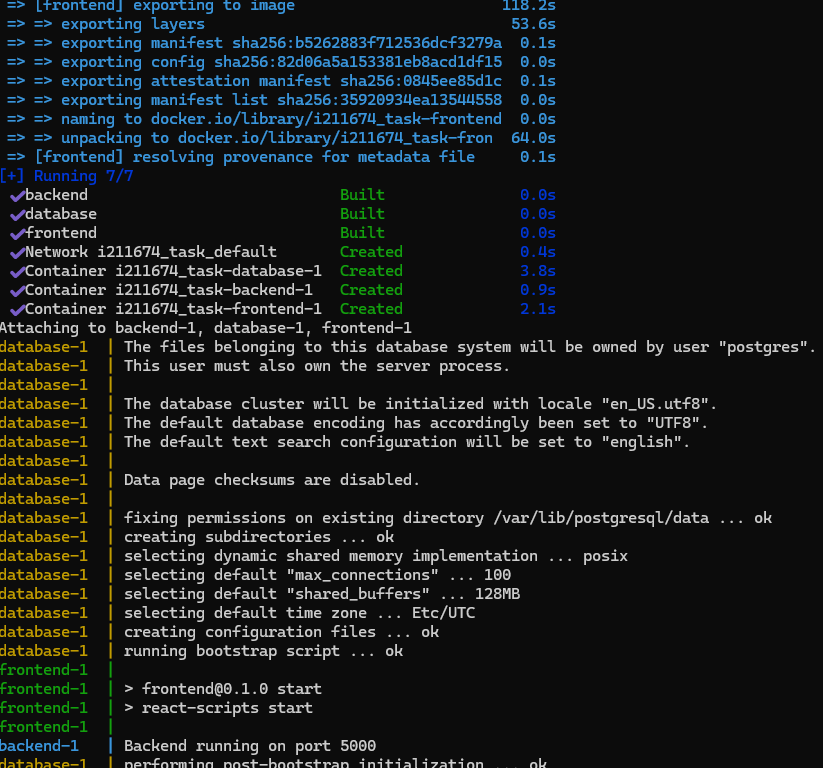 => [frontend] exporting to image 118.2s
=> => exporting layers 53.6s
=> => exporting manifest sha256:b5262883f712536dcf3279a 0.1s
=> => exporting config sha256:82d06a5a153381eb8acd1df15 0.0s
=> => exporting attestation manifest sha256:0845ee85d1c 0.1s
=> => exporting manifest list sha256:35920934ea13544558 0.0s
=> => naming to docker.io/library/i211674_task-frontend 0.0s
=> => unpacking to docker.io/library/i211674_task-fron 64.0s
=> [frontend] resolving provenance for metadata file 0.1s
[+] Running 7/7
✔backend Built 0.0s
✔database Built 0.0s
✔frontend Built 0.0s
✔Network i211674_task_default Created 0.4s
✔Container i211674_task-database-1 Created 3.8s
✔Container i211674_task-backend-1 Created 0.9s
✔Container i211674_task-frontend-1 Created 2.1s
Attaching to backend-1, database-1, frontend-1
database-1 | The files belonging to this database system will be owned by user "postgres".
database-1 | This user must also own the server process.
database-1 |
database-1 | The database cluster will be initialized with locale "en_US.utf8".
database-1 | The default database encoding has accordingly been set to "UTF8".
database-1 | The default text search configuration will be set to "english".
database-1 |
database-1 | Data page checksums are disabled.
database-1 |
database-1 | fixing permissions on existing directory /var/lib/postgresql/data ... ok
database-1 | creating subdirectories ... ok
database-1 | selecting dynamic shared memory implementation ... posix
database-1 | selecting default "max_connections" ... 100
database-1 | selecting default "shared_buffers" ... 128MB
database-1 | selecting default time zone ... Etc/UTC
database-1 | creating configuration files ... ok
database-1 | running bootstrap script ... ok
frontend-1 |
frontend-1 | > frontend@0.1.0 start
frontend-1 | > react-scripts start
frontend-1 |
backend-1 | Backend running on port 5000
database-1 | performing post-bootstrap initialization ... ok